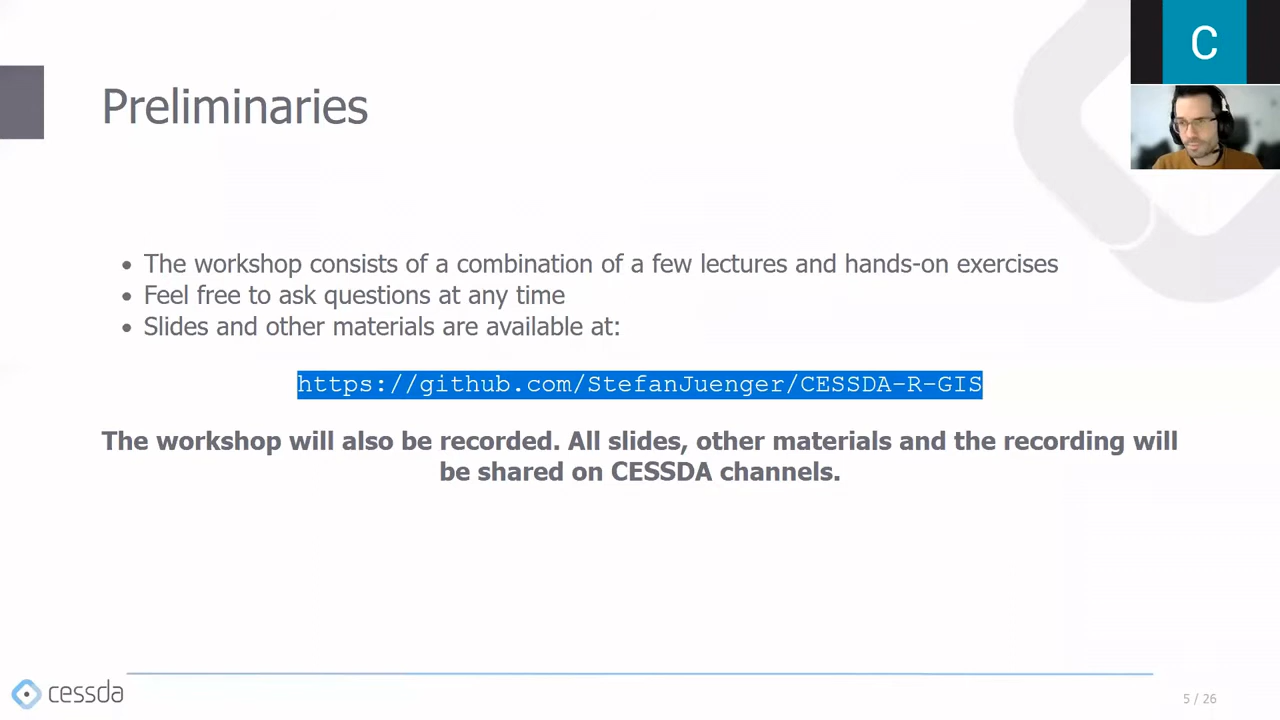 C
Preliminaries
• The workshop consists of a combination of a few lectures and hands-on exercises
• Feel free to ask questions at any time
• Slides and other materials are available at:
https://github.com/StefanJuenger/CESSDA-R-GIS
The workshop will also be recorded. All slides, other materials and the recording will
be shared on CESSDA channels.
cessda
5 / 26